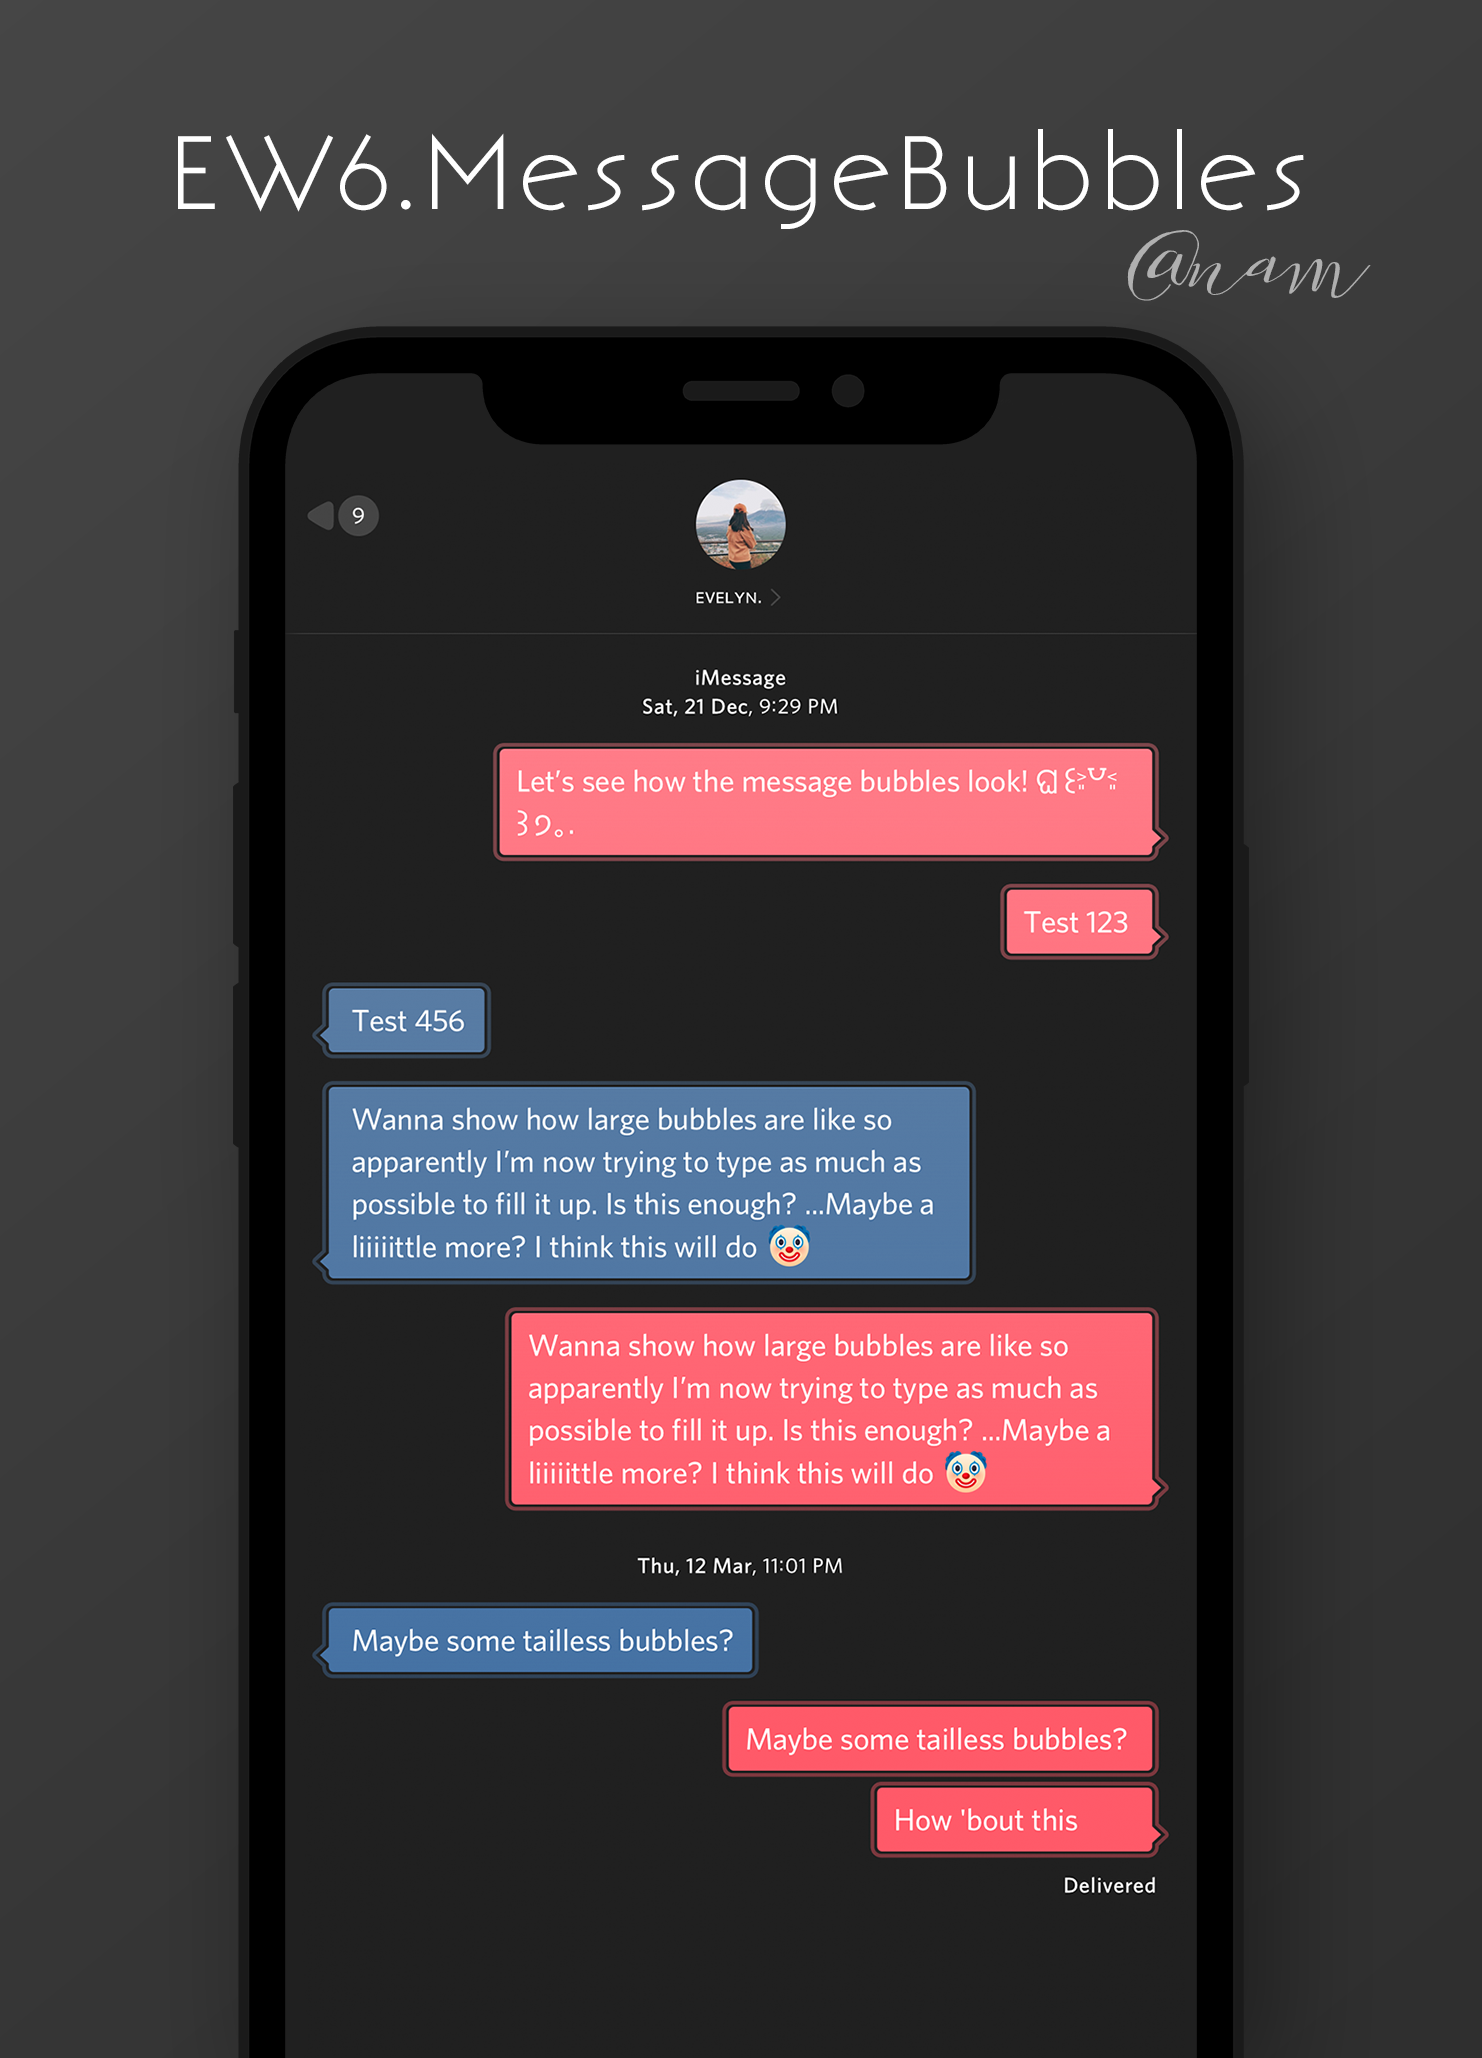 EW6.MessageBubbles
@nam
9
EVELYN.
iMessage
Sat, 21 Dec, 9:29 PM
Let’s see how the message bubbles look! ଘ꒰⍃̤ᢦ⍄̤
꒱੭｡.
Test 123
Test 456
Wanna show how large bubbles are like so
apparently I’m now trying to type as much as
possible to fill it up. Is this enough? ...Maybe a
liiiiittle more? I think this will do 🤡
Wanna show how large bubbles are like so
apparently I’m now trying to type as much as
possible to fill it up. Is this enough? ...Maybe a
liiiiittle more? I think this will do 🤡
Thu, 12 Mar, 11:01 PM
Maybe some tailless bubbles?
Maybe some tailless bubbles?
How 'bout this
Delivered